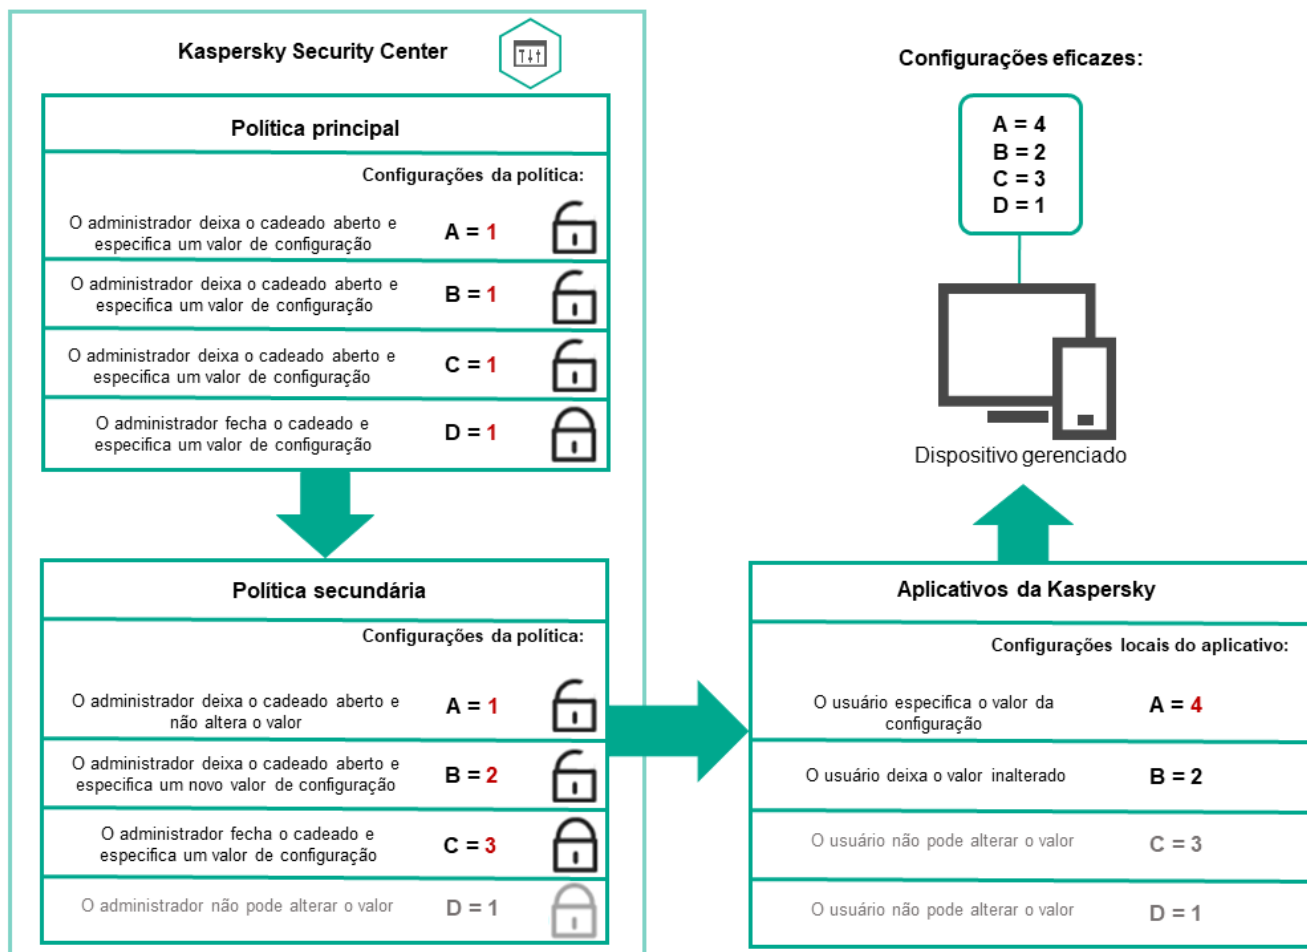 Kaspersky Security Center
Política principal
Configurações da política:
O administrador deixa o cadeado aberto e
especifica um valor de configuração
A = 1
O administrador deixa o cadeado aberto e
especifica um valor de configuração
B = 1
O administrador deixa o cadeado aberto e
especifica um valor de configuração
C = 1
O administrador fecha o cadeado e
especifica um valor de configuração
D = 1
Política secundária
Configurações da política:
O administrador deixa o cadeado aberto e
não altera o valor
A = 1
O administrador deixa o cadeado aberto e
especifica um novo valor de configuração
B = 2
O administrador fecha o cadeado e
especifica um valor de configuração
C = 3
O administrador não pode alterar o valor
D = 1
Configurações eficazes:
A = 4
B = 2
C = 3
D = 1
Dispositivo gerenciado
Aplicativos da Kaspersky
Configurações locais do aplicativo:
O usuário especifica o valor da
configuração
A = 4
O usuário deixa o valor inalterado
B = 2
O usuário não pode alterar o valor
C = 3
O usuário não pode alterar o valor
D = 1